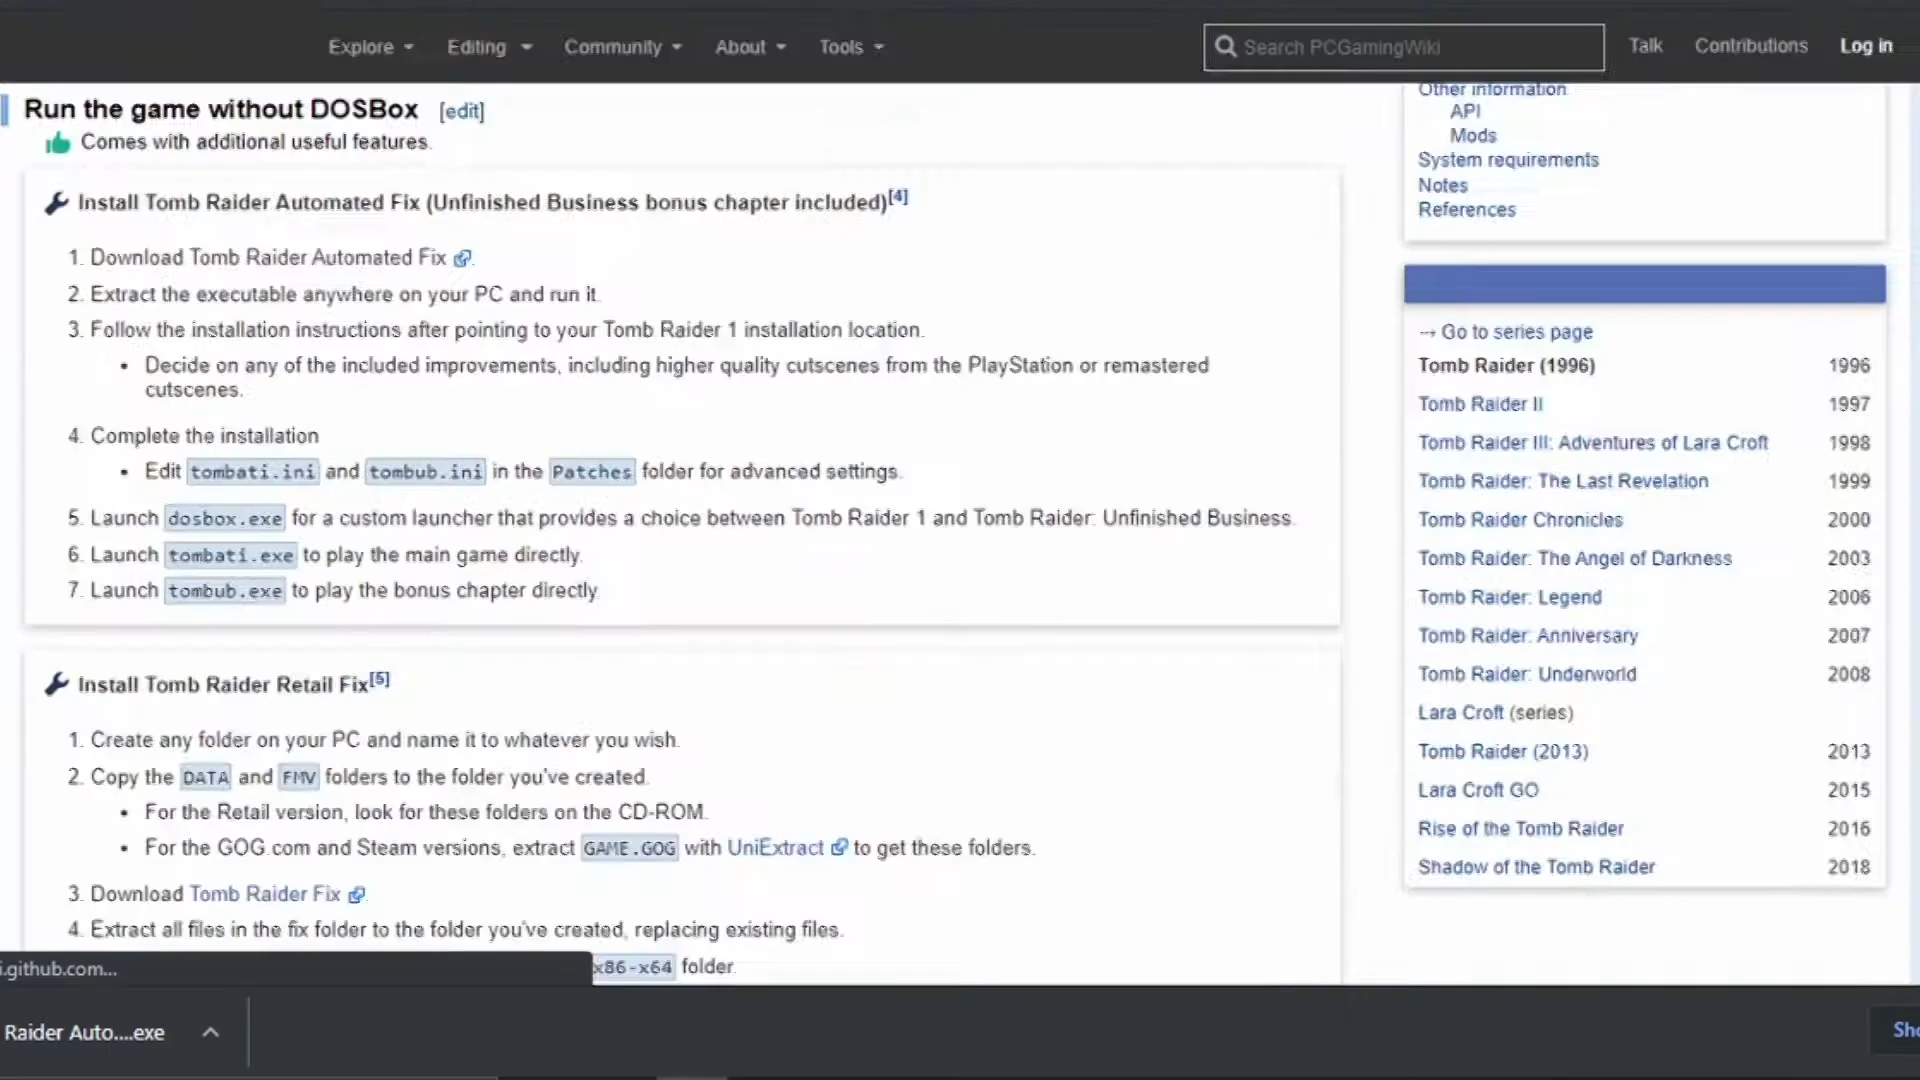 Explore Editing Community About Tools Search PCGamingWiki Talk Contributions Log in
Run the game without DOSBox [edit]
Comes with additional useful features.
Install Tomb Raider Automated Fix (Unfinished Business bonus chapter included)[4]
1. Download Tomb Raider Automated Fix
2. Extract the executable anywhere on your PC and run it.
3. Follow the installation instructions after pointing to your Tomb Raider 1 installation location.
• Decide on any of the included improvements, including higher quality cutscenes from the PlayStation or remastered
cutscenes.
4. Complete the installation
• Edit tombati.ini and tombub.ini in the Patches folder for advanced settings.
5. Launch dosbox.exe for a custom launcher that provides a choice between Tomb Raider 1 and Tomb Raider: Unfinished Business.
6. Launch tombati.exe to play the main game directly.
7. Launch tombub.exe to play the bonus chapter directly.
Install Tomb Raider Retail Fix[5]
1. Create any folder on your PC and name it to whatever you wish.
2. Copy the DATA and FMV folders to the folder you've created.
• For the Retail version, look for these folders on the CD-ROM.
• For the GOG.com and Steam versions, extract GAME.GOG with UniExtract to get these folders.
3. Download Tomb Raider Fix
4. Extract all files in the fix folder to the folder you've created, replacing existing files.
x86-x64 folder.
Other information
API
Mods
System requirements
Notes
References
→ Go to series page
Tomb Raider (1996) 1996
Tomb Raider II 1997
Tomb Raider III: Adventures of Lara Croft 1998
Tomb Raider: The Last Revelation 1999
Tomb Raider Chronicles 2000
Tomb Raider: The Angel of Darkness 2003
Tomb Raider: Legend 2006
Tomb Raider: Anniversary 2007
Tomb Raider: Underworld 2008
Lara Croft (series)
Tomb Raider (2013) 2013
Lara Croft GO 2015
Rise of the Tomb Raider 2016
Shadow of the Tomb Raider 2018
i.github.com...
Raider Auto....exe
Sho